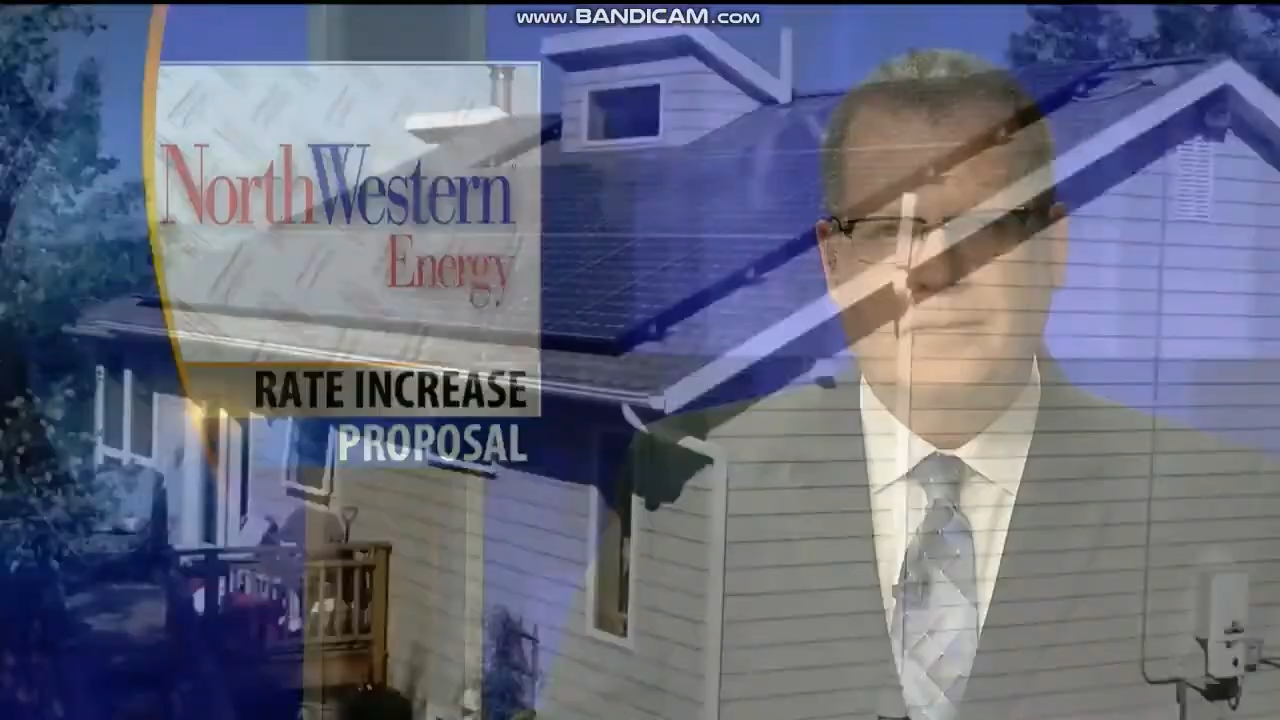 www.BANDICAM.com
NorthWestern
Energy
RATE INCREASE
PROPOSAL